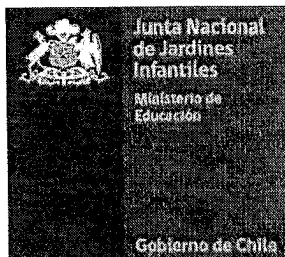 Junta Nacional
de Jardines
Infantiles
Ministerio de
Educación
Gobierno de Chile